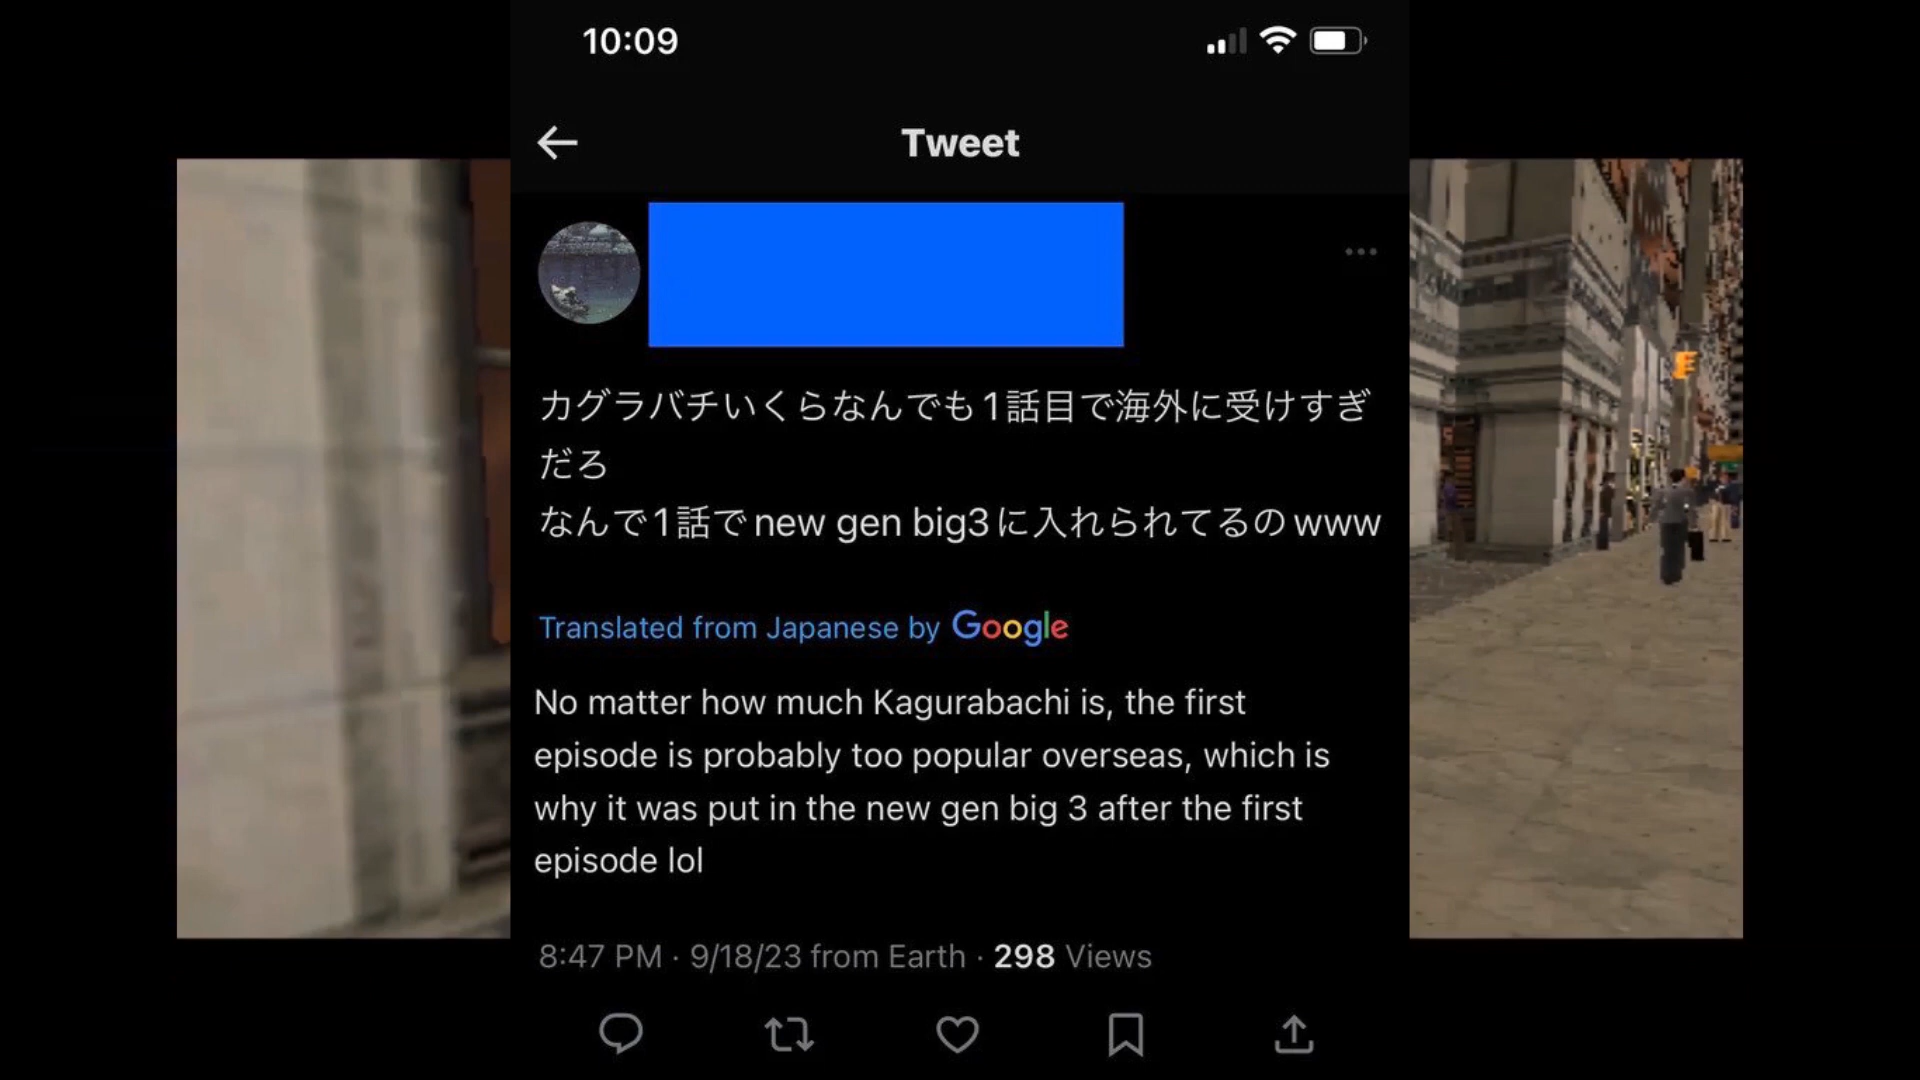 10:09
Tweet
カグラバチいくらなんでも1話目で海外に受けすぎ
だろ
なんで1話でnew gen big3に入れられてるのwww
Translated from Japanese by Google
No matter how much Kagurabachi is, the first
episode is probably too popular overseas, which is
why it was put in the new gen big 3 after the first
episode lol
8:47 PM · 9/18/23 from Earth · 298 Views